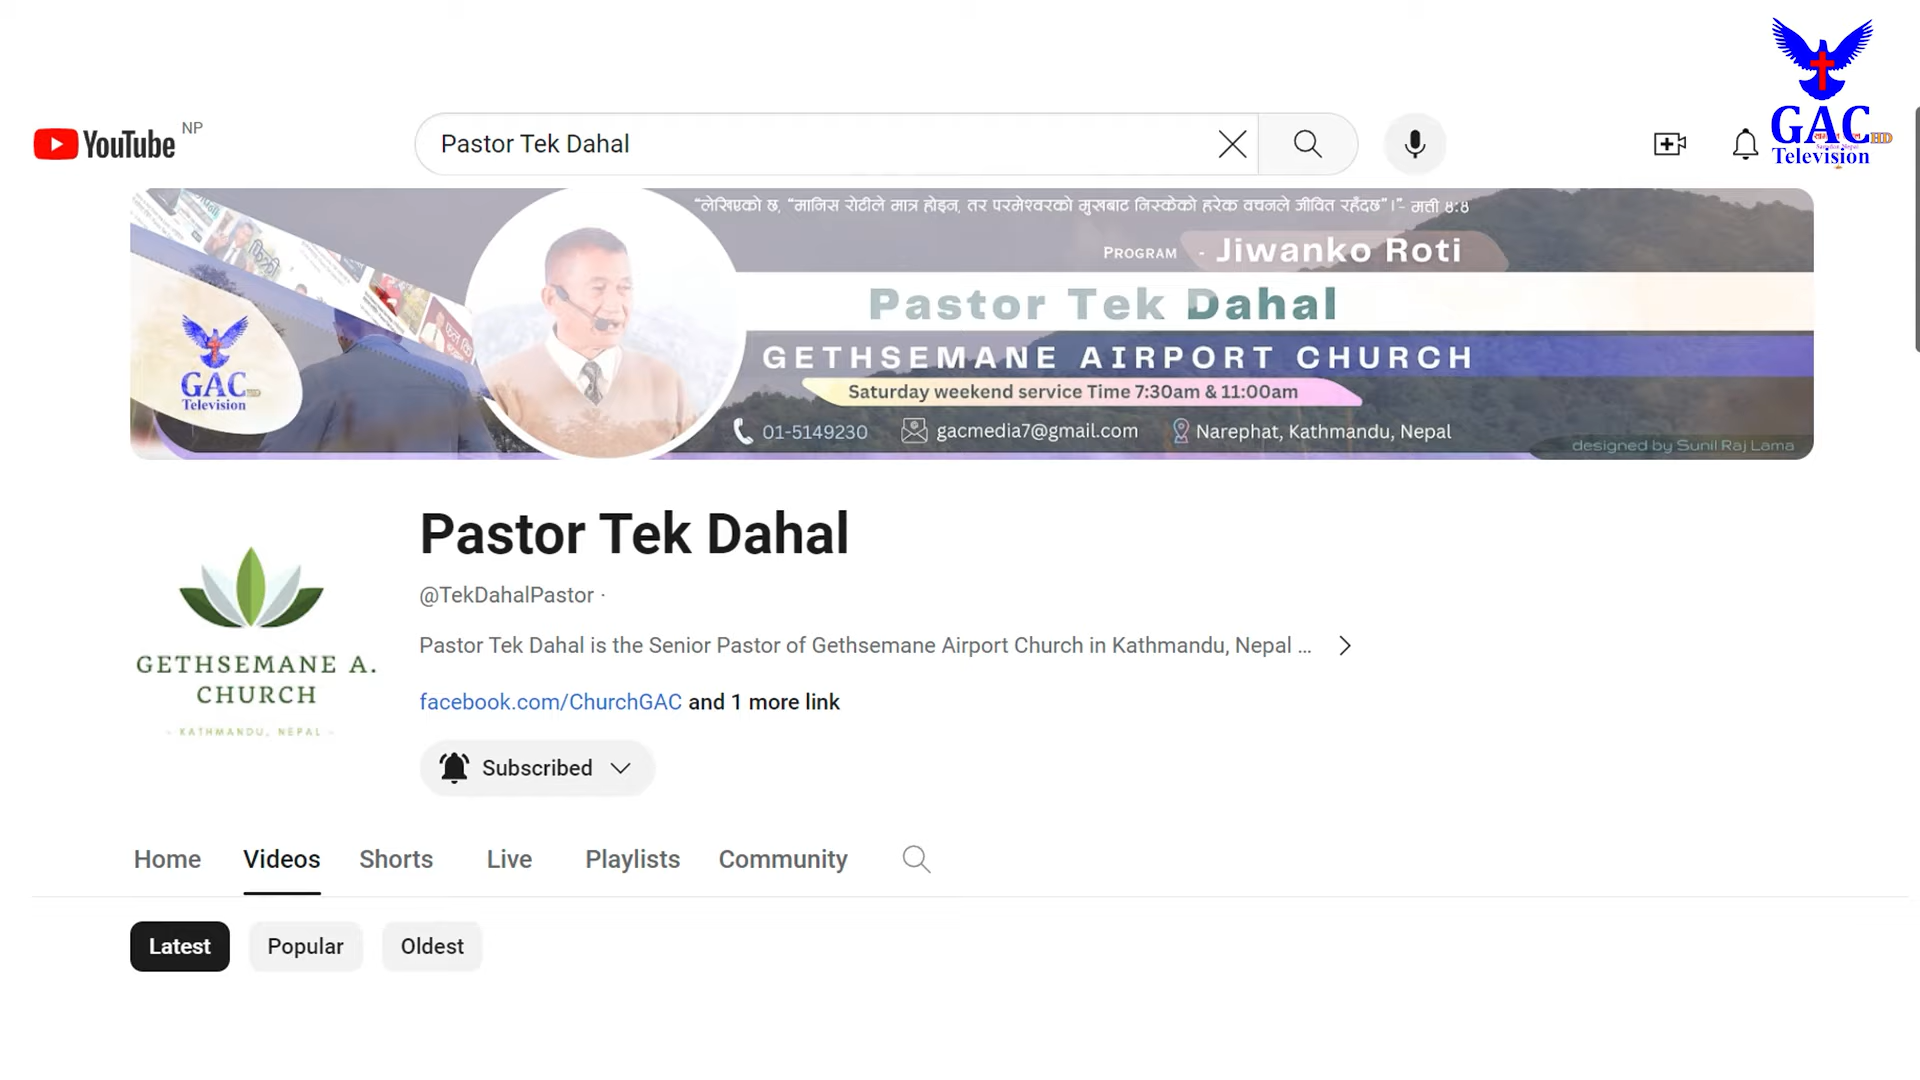 YouTube NP
Pastor Tek Dahal
GAC HD
Television
“लेखिएको छ, “मानिस रोटीले मात्र होइन, तर परमेश्वरको मुखबाट निस्केको हरेक वचनले जीवित रहँदछ”।”- मत्ती ४:४
PROGRAM - Jiwanko Roti
Pastor Tek Dahal
GETHSEMANE AIRPORT CHURCH
Saturday weekend service Time 7:30am & 11:00am
01-5149230 gacmedia7@gmail.com Narephat, Kathmandu, Nepal
designed by Sunil Raj Lama
GAC
Television
Pastor Tek Dahal
@TekDahalPastor ·
Pastor Tek Dahal is the Senior Pastor of Gethsemane Airport Church in Kathmandu, Nepal ...
facebook.com/ChurchGAC and 1 more link
Subscribed
GETHSEMANE A.
CHURCH
- KATHMANDU, NEPAL -
Home Videos Shorts Live Playlists Community
Latest Popular Oldest